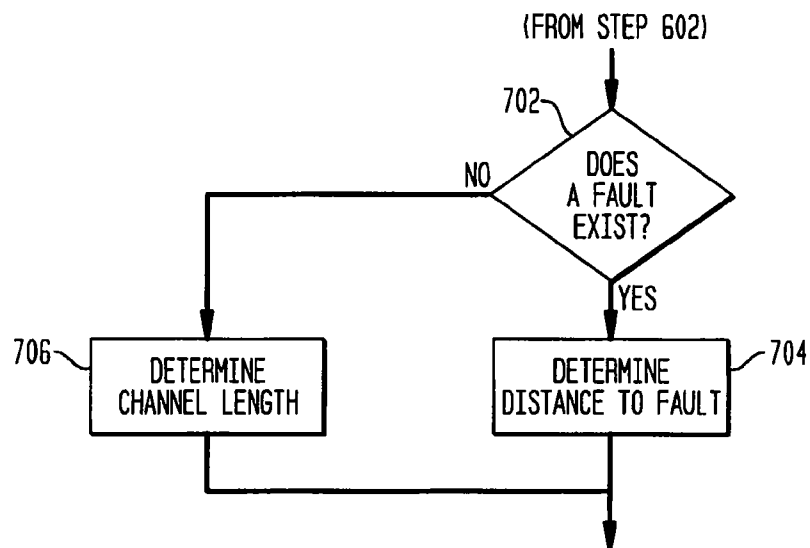 (FROM STEP 602)
702
DOES
A FAULT
EXIST?
NO
YES
706
DETERMINE
CHANNEL LENGTH
DETERMINE
DISTANCE TO FAULT
704